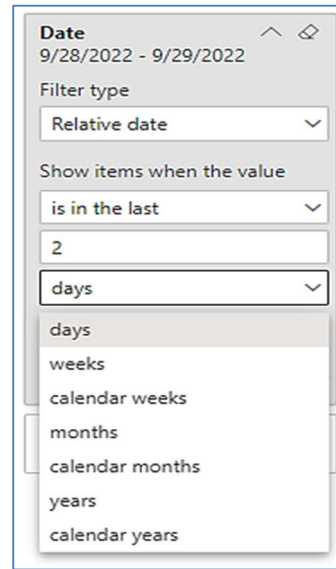 Date
9/28/2022 - 9/29/2022
Filter type
Relative date
Show items when the value
is in the last
2
days
days
weeks
calendar weeks
months
calendar months
years
calendar years